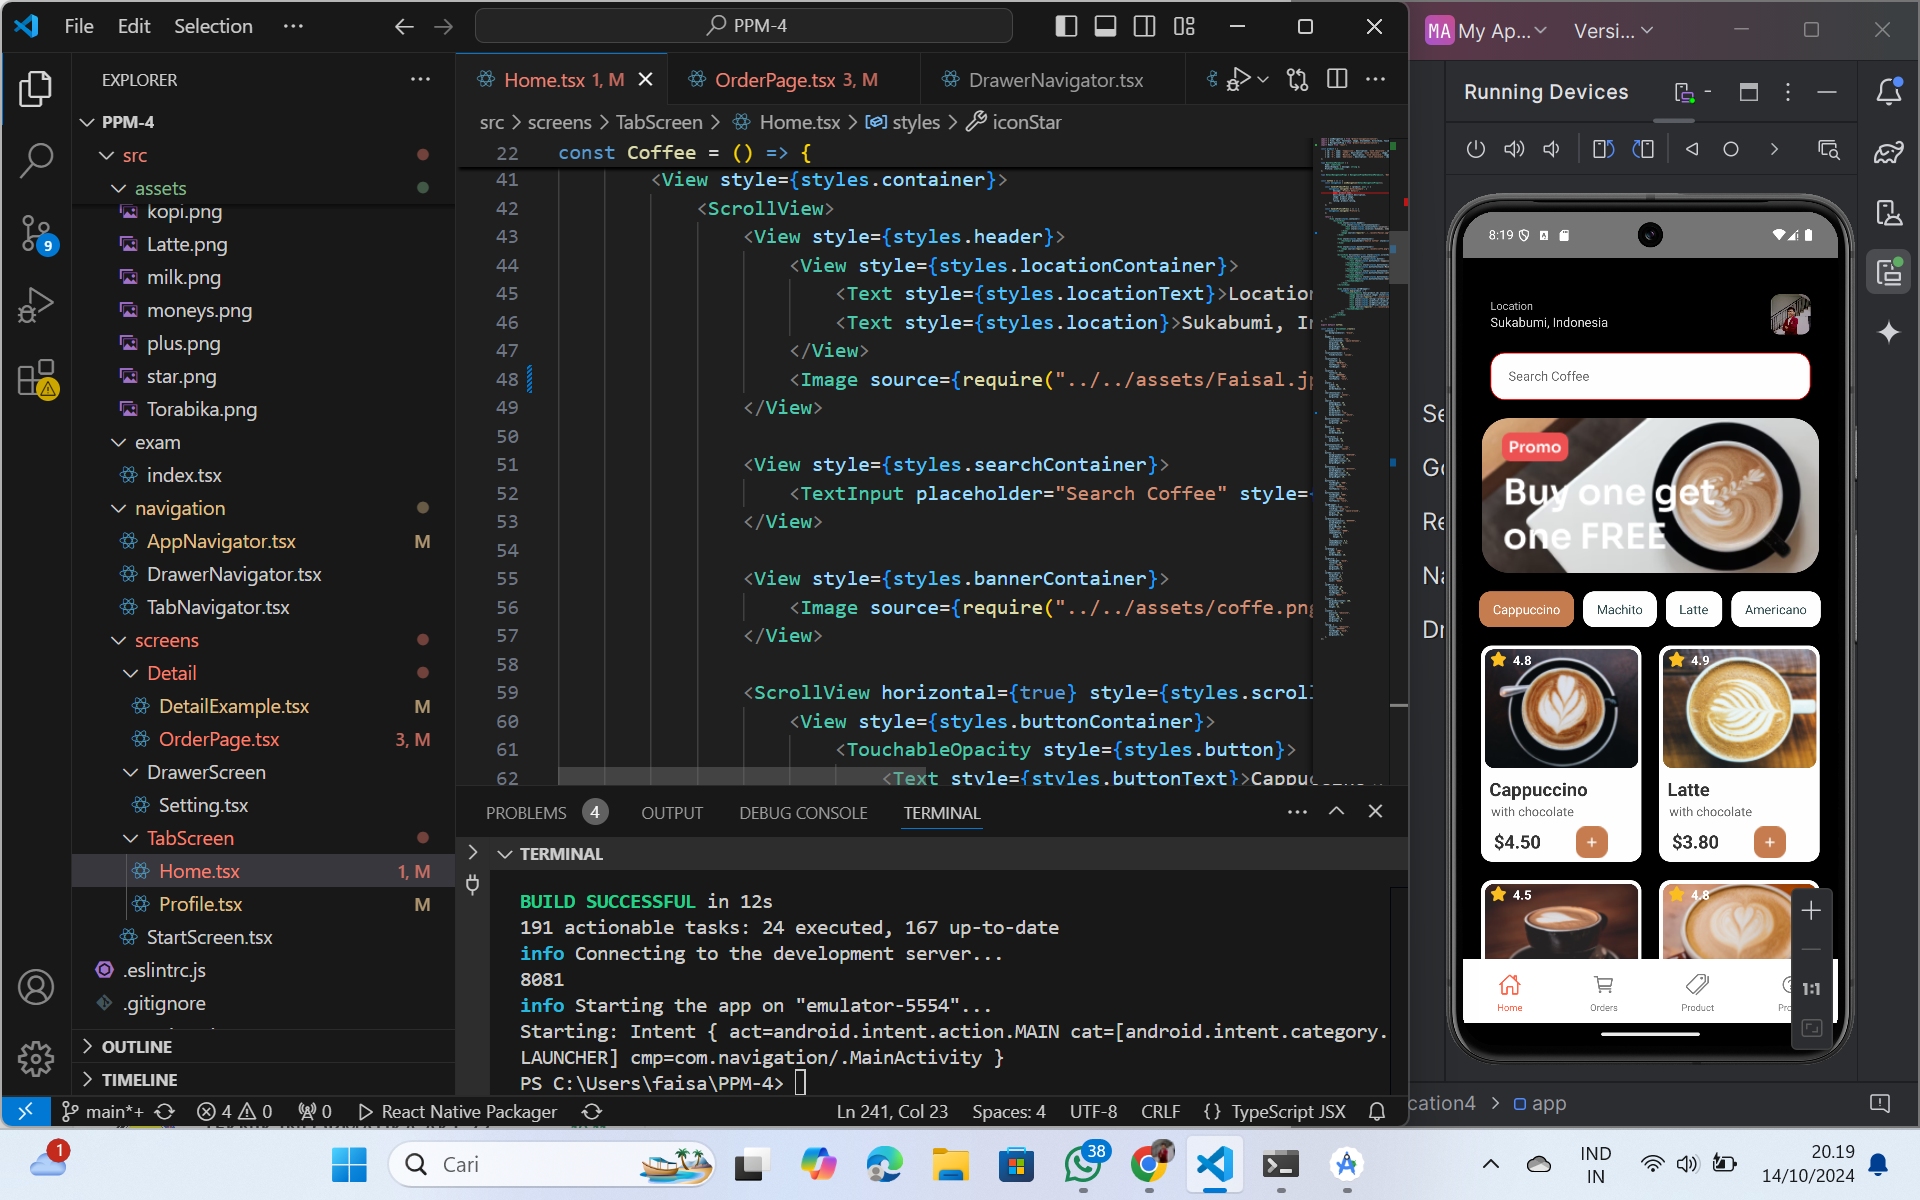 File Edit Selection ···
PPM-4
EXPLORER
PPM-4
src
assets
kopi.png
Latte.png
milk.png
moneys.png
plus.png
star.png
Torabika.png
exam
index.tsx
navigation
AppNavigator.tsx M
DrawerNavigator.tsx
TabNavigator.tsx
screens
Detail
DetailExample.tsx M
OrderPage.tsx 3, M
DrawerScreen
Setting.tsx
TabScreen
Home.tsx 1, M
Profile.tsx M
StartScreen.tsx
.eslintrc.js
.gitignore
OUTLINE
TIMELINE
9
Home.tsx 1, M
OrderPage.tsx 3, M
DrawerNavigator.tsx
src > screens > TabScreen > Home.tsx > styles > iconStar
22 const Coffee = () => {
41 <View style={styles.container}>
42 <ScrollView>
43 <View style={styles.header}>
44 <View style={styles.locationContainer}>
45 <Text style={styles.locationText}>Location
46 <Text style={styles.location}>Sukabumi, In
47 </View>
48 <Image source={require("../../assets/Faisal.jp
49 </View>
50
51 <View style={styles.searchContainer}>
52 <TextInput placeholder="Search Coffee" style=
53 </View>
54
55 <View style={styles.bannerContainer}>
56 <Image source={require("../../assets/coffe.png
57 </View>
58
59 <ScrollView horizontal={true} style={styles.scroll
60 <View style={styles.buttonContainer}>
61 <TouchableOpacity style={styles.button}>
62 <Text style={styles.buttonText}>Cappuc
PROBLEMS 4 OUTPUT DEBUG CONSOLE TERMINAL
TERMINAL
BUILD SUCCESSFUL in 12s
191 actionable tasks: 24 executed, 167 up-to-date
info Connecting to the development server...
8081
info Starting the app on "emulator-5554"...
Starting: Intent { act=android.intent.action.MAIN cat=[android.intent.category.
LAUNCHER] cmp=com.navigation/.MainActivity }
PS C:\Users\faisa\PPM-4>
main*+ 4 0 0 React Native Packager Ln 241, Col 23 Spaces: 4 UTF-8 CRLF {} TypeScript JSX
MA My Ap... Versi...
Running Devices
8:19
Location
Sukabumi, Indonesia
Search Coffee
Promo
Buy one get
one FREE
Cappuccino Machito Latte Americano
4.8
Cappuccino
with chocolate
$4.50 +
4.9
Latte
with chocolate
$3.80 +
4.5
4.8
Home Orders Product
1:1
Se
Go
Re
Na
Dr
cation4 > app
1
Cari
38
IND
IN
20.19
14/10/2024